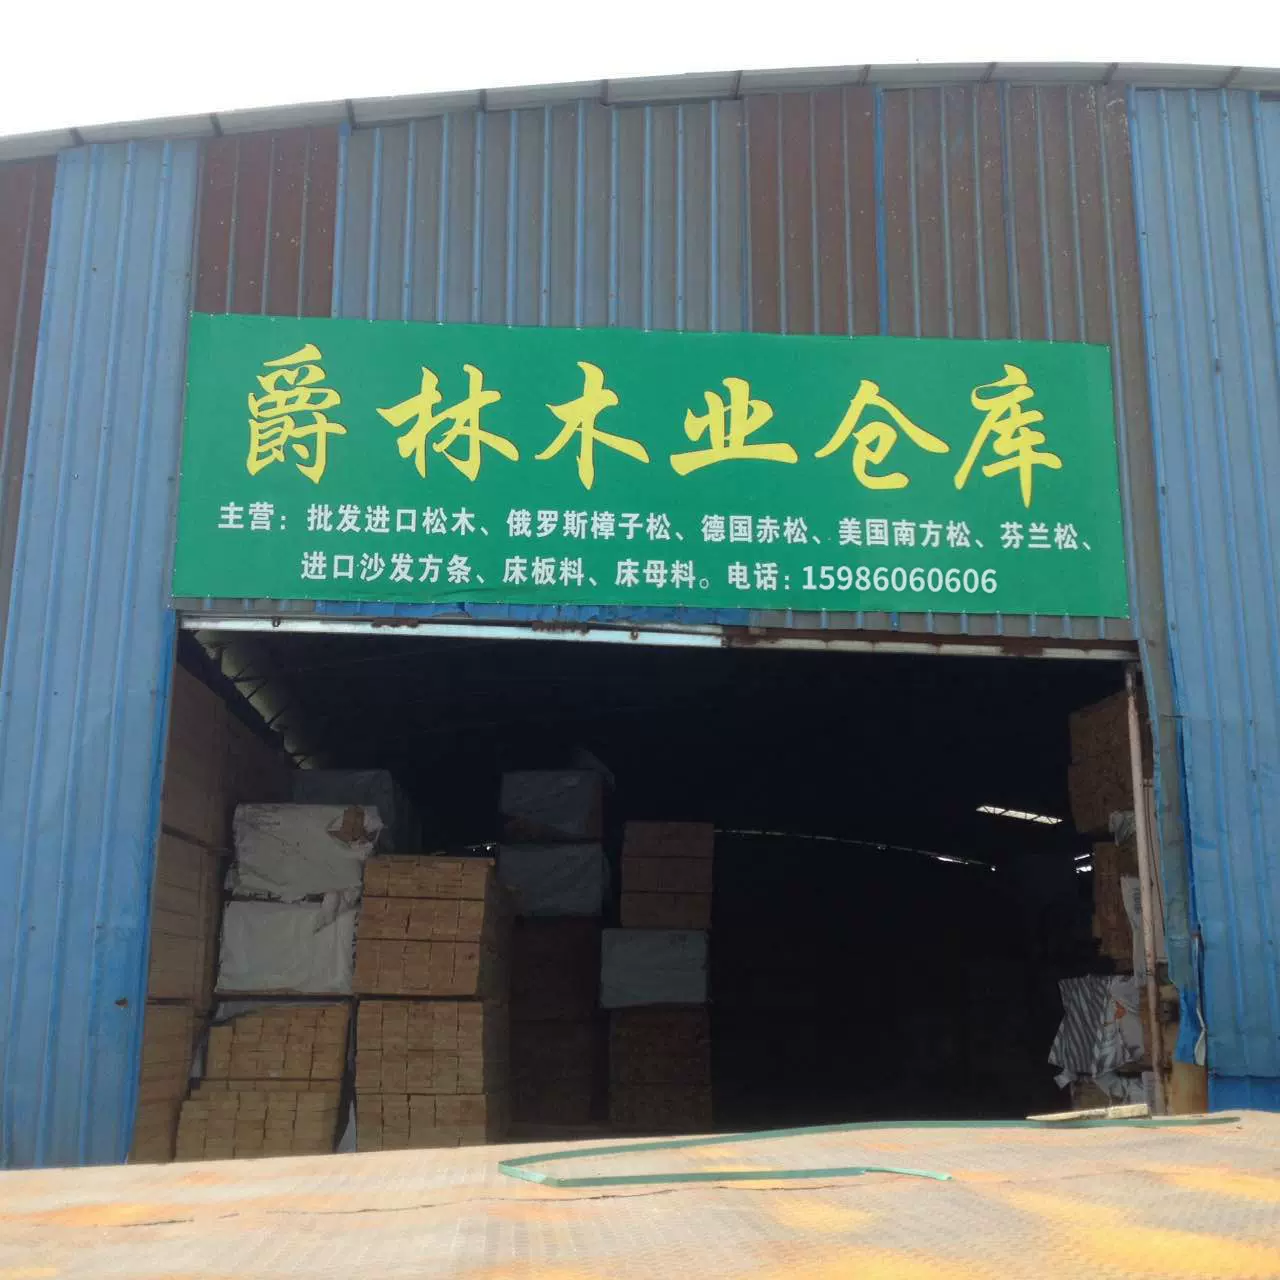 爵林木业仓库
主营：批发进口松木、俄罗斯樟子松、德国赤松、美国南方松、芬兰松、
进口沙发方条、床板料、床母料。电话：15986060606